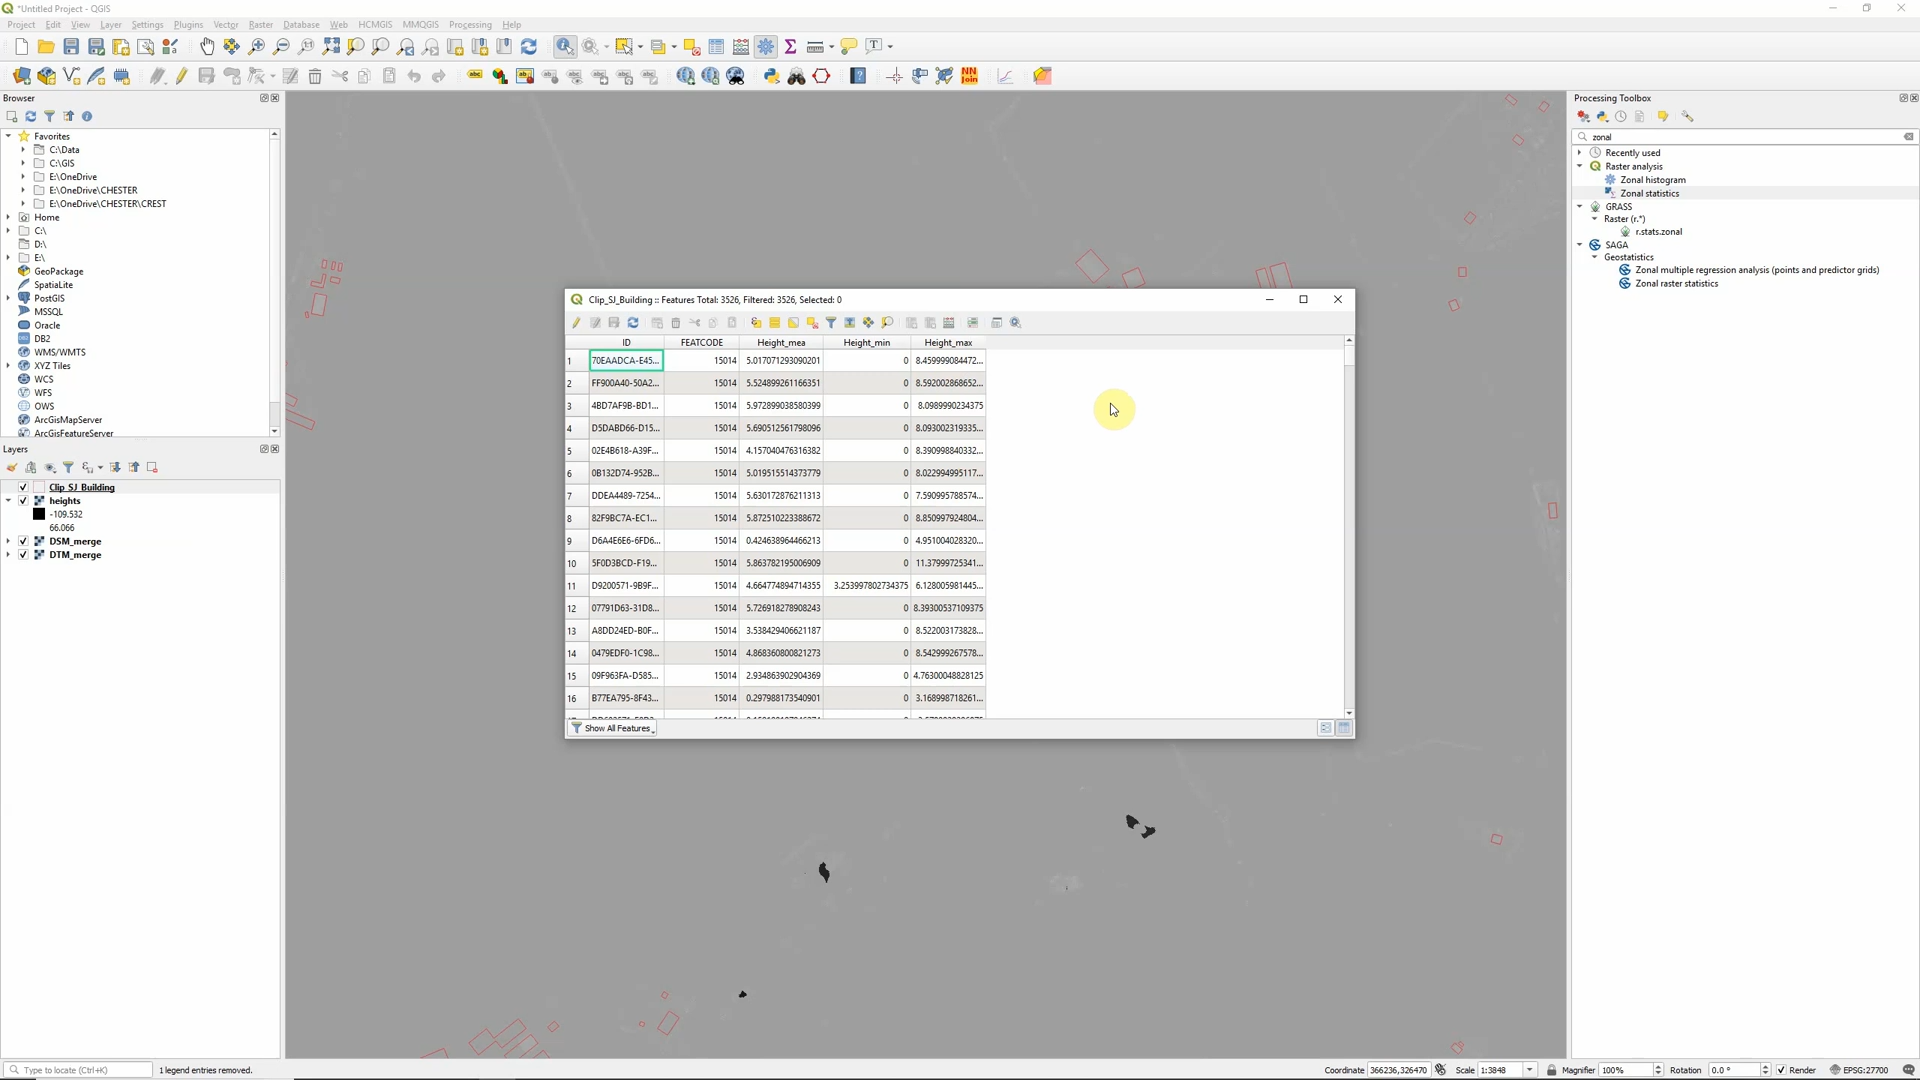 *Untitled Project - QGIS
Project Edit View Layer Settings Plugins Vector Raster Database Web HCMGIS MMQGIS Processing Help
Browser
Favorites
C:\Data
C:\GIS
E:\OneDrive
E:\OneDrive\CHESTER
E:\OneDrive\CHESTER\CREST
Home
C:\
D:\
E:\
GeoPackage
SpatiaLite
PostGIS
MSSQL
Oracle
DB2
WMS/WMTS
XYZ Tiles
WCS
WFS
OWS
ArcGisMapServer
ArcGisFeatureServer
Layers
Clip_SJ_Building
heights
-109.532
66.066
DSM_merge
DTM_merge
Clip_SJ_Building :: Features Total: 3526, Filtered: 3526, Selected: 0
ID FEATCODE Height_mea Height_min Height_max
1 70EAADCA-E45... 15014 5.017071293090201 0 8.459999084472...
2 FF900A40-50A2... 15014 5.524899261166351 0 8.592002868652...
3 4BD7AF9B-BD1... 15014 5.972899038580399 0 8.0989990234375
4 D5DABD66-D15... 15014 5.690512561798096 0 8.093002319335...
5 02E4B618-A39F... 15014 4.157040476316382 0 8.390998840332...
6 0B132D74-952B... 15014 5.019515514373779 0 8.022994995117...
7 DDEA4489-7254... 15014 5.630172876211313 0 7.590995788574...
8 82F9BC7A-EC1... 15014 5.872510223388672 0 8.850997924804...
9 D6A4E6E6-6FD6... 15014 0.424638964466213 0 4.951004028320...
10 5F0D3BCD-F19... 15014 5.863782195006909 0 11.37999725341...
11 D9200571-9B9F... 15014 4.664774894714355 3.253997802734375 6.128005981445...
12 07791D63-31D8... 15014 5.726918278908243 0 8.39300537109375
13 A8DD24ED-B0F... 15014 3.538429406621187 0 8.522003173828...
14 0479EDF0-1C98... 15014 4.868360800821273 0 8.542999267578...
15 09F963FA-D585... 15014 2.934863902904369 0 4.76300048828125
16 B77EA795-8F43... 15014 0.297988173540901 0 3.168998718261...
Show All Features
Processing Toolbox
zonal
Recently used
Raster analysis
Zonal histogram
Zonal statistics
GRASS
Raster (r.*)
r.stats.zonal
SAGA
Geostatistics
Zonal multiple regression analysis (points and predictor grids)
Zonal raster statistics
Type to locate (Ctrl+K) 1 legend entries removed. Coordinate 366236,326470 Scale 1:3848 Magnifier 100% Rotation 0.0 ° Render EPSG:27700